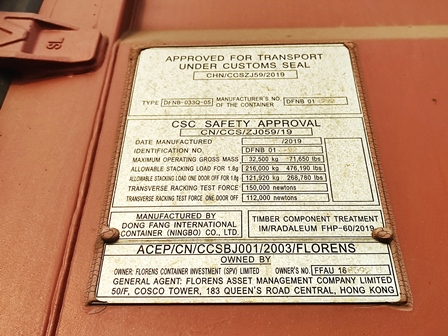 APPROVED FOR TRANSPORT
UNDER CUSTOMS SEAL
CHN/CCSZJ59/2019
TYPE DFNB-033Q-05 MANUFACTURER'S NO OF THE CONTAINER DFNB 01
CSC SAFETY APPROVAL
CN/CCS/ZJ059/19
DATE MANUFACTURED /2019
IDENTIFICATION NO. DFNB 01
MAXIMUM OPERATING GROSS MASS 32,500 kg 71,650 lbs
ALLOWABLE STACKING LOAD FOR 1.8g 216,000 kg 476,190 lbs
ALLOWABLE STACKING LOAD ONE DOOR OFF FOR 1.8g 121,920 kg 268,780 lbs
TRANSVERSE RACKING TEST FORCE 150,000 newtons
TRANSVERSE RACKING TEST FORCE ONE DOOR OFF 112,000 newtons
MANUFACTURED BY
DONG FANG INTERNATIONAL
CONTAINER (NINGBO) CO., LTD.
TIMBER COMPONENT TREATMENT
IM/RADALEUM FHP-60/2019
ACEP/CN/CCSBJ001/2003/FLORENS
OWNED BY
OWNER: FLORENS CONTAINER INVESTMENT (SPV) LIMITED OWNER'S NO. FFAU 16
GENERAL AGENT: FLORENS ASSET MANAGEMENT COMPANY LIMITED
50/F, COSCO TOWER, 183 QUEEN'S ROAD CENTRAL, HONG KONG